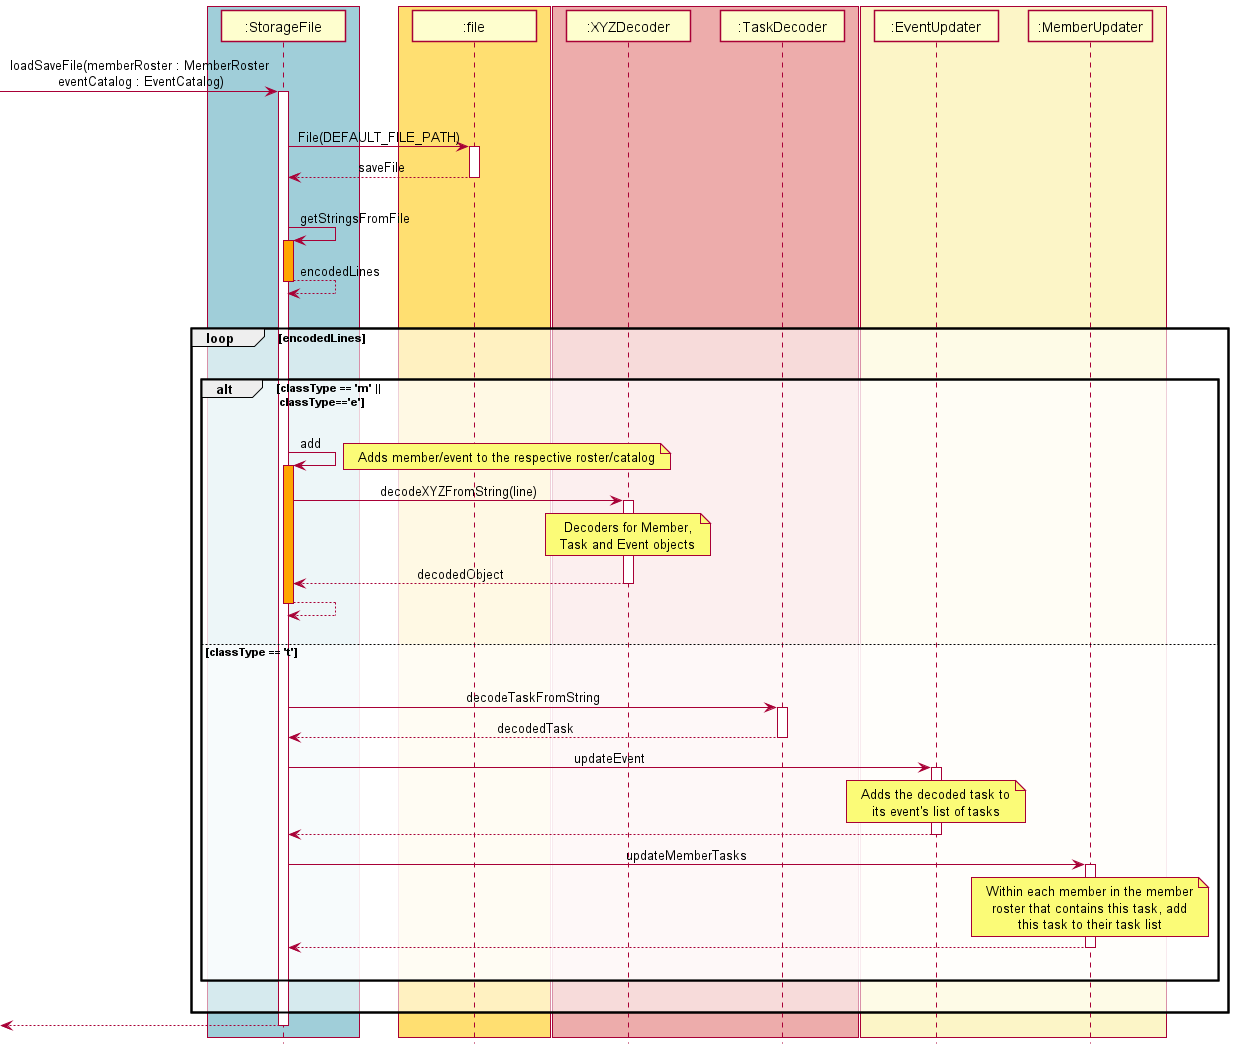 :StorageFile
:file
:XYZDecoder
:TaskDecoder
:EventUpdater
:MemberUpdater
loadSaveFile(memberRoster : MemberRoster
eventCatalog : EventCatalog)
File(DEFAULT_FILE_PATH)
saveFile
getStringsFromFile
encodedLines
loop
[encodedLines]
alt
[classType == 'm' ||
classType=='e']
add
Adds member/event to the respective roster/catalog
decodeXYZFromString(line)
Decoders for Member,
Task and Event objects
decodedObject
[classType == 't']
decodeTaskFromString
decodedTask
updateEvent
Adds the decoded task to
its event's list of tasks
updateMemberTasks
Within each member in the member
roster that contains this task, add
this task to their task list